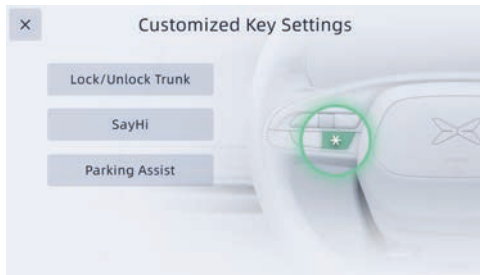 Customized Key Settings
Lock/Unlock Trunk
SayHi
Parking Assist